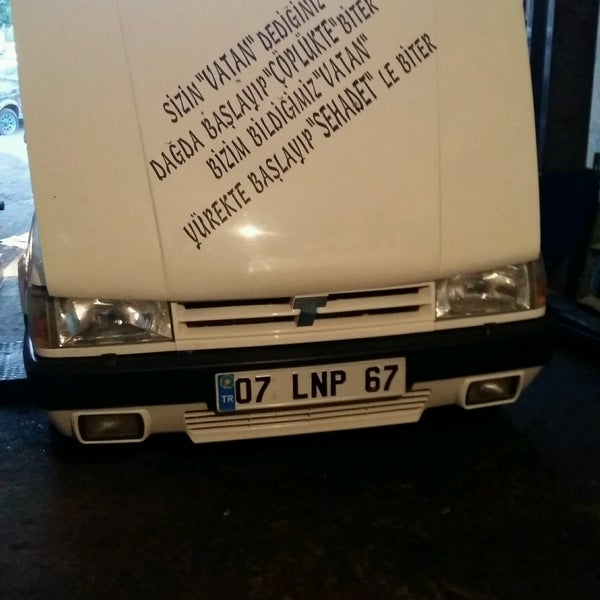 SİZİN "VATAN" DEDİĞİNİZ
DAĞDA BAŞLAYIP "ÇÖPLÜKTE" BİTER
BİZİM BİLDİĞİMİZ "VATAN"
YÜREKTE BAŞLAYIP "ŞEHADET" LE BİTER
TR 07 LNP 67